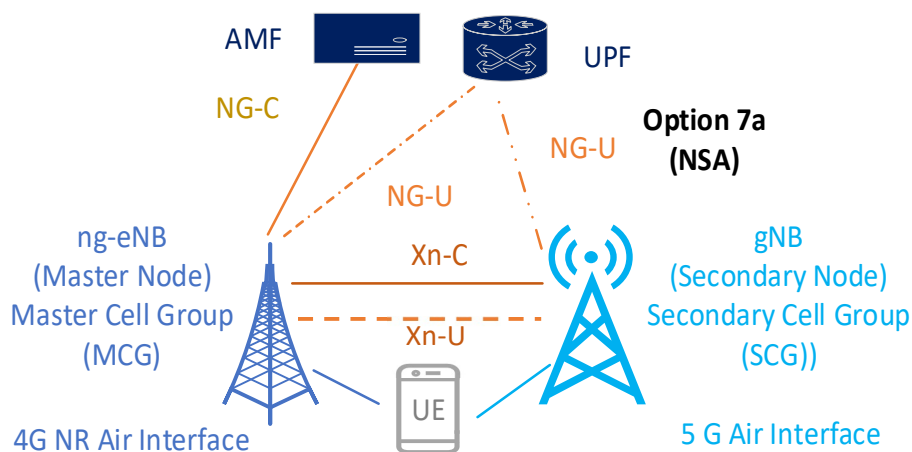 AMF
UPF
NG-C
Option 7a
(NSA)
NG-U
NG-U
ng-eNB
(Master Node)
Master Cell Group
(MCG)
Xn-C
Xn-U
gNB
(Secondary Node)
Secondary Cell Group
(SCG))
UE
4G NR Air Interface
5 G Air Interface